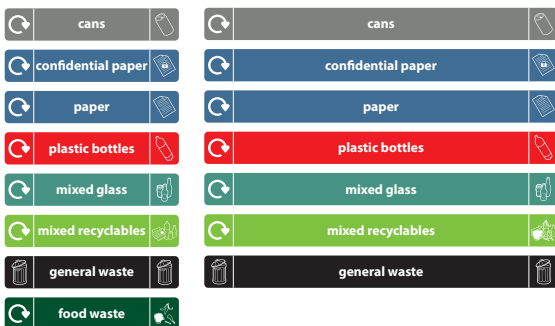 cans
confidential paper
paper
plastic bottles
mixed glass
mixed recyclables
general waste
food waste
cans
confidential paper
paper
plastic bottles
mixed glass
mixed recyclables
general waste